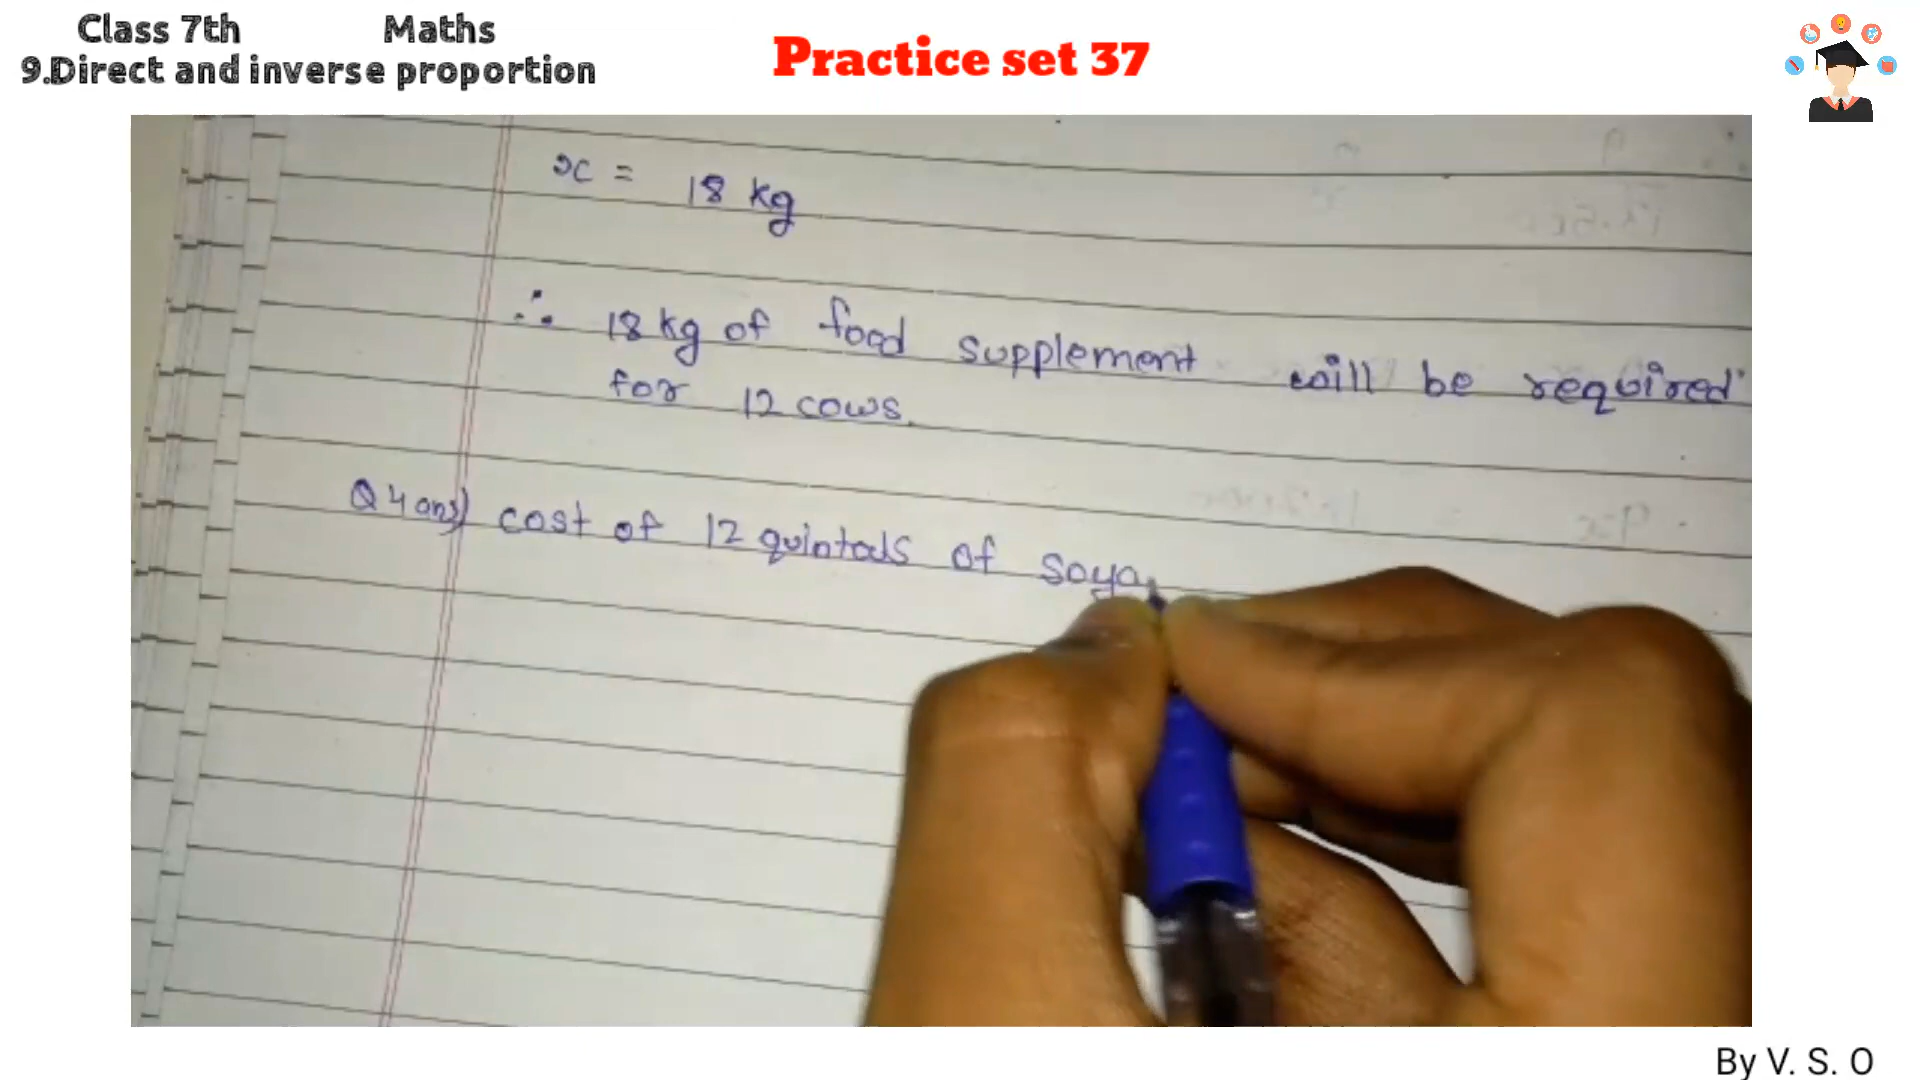 Class 7th Maths
9.Direct and inverse proportion
Practice set 37
x = 18 kg
∴ 18 kg of food supplement will be required
for 12 cows.
Q 4 ans) cost of 12 quintals of soya
By V. S. O